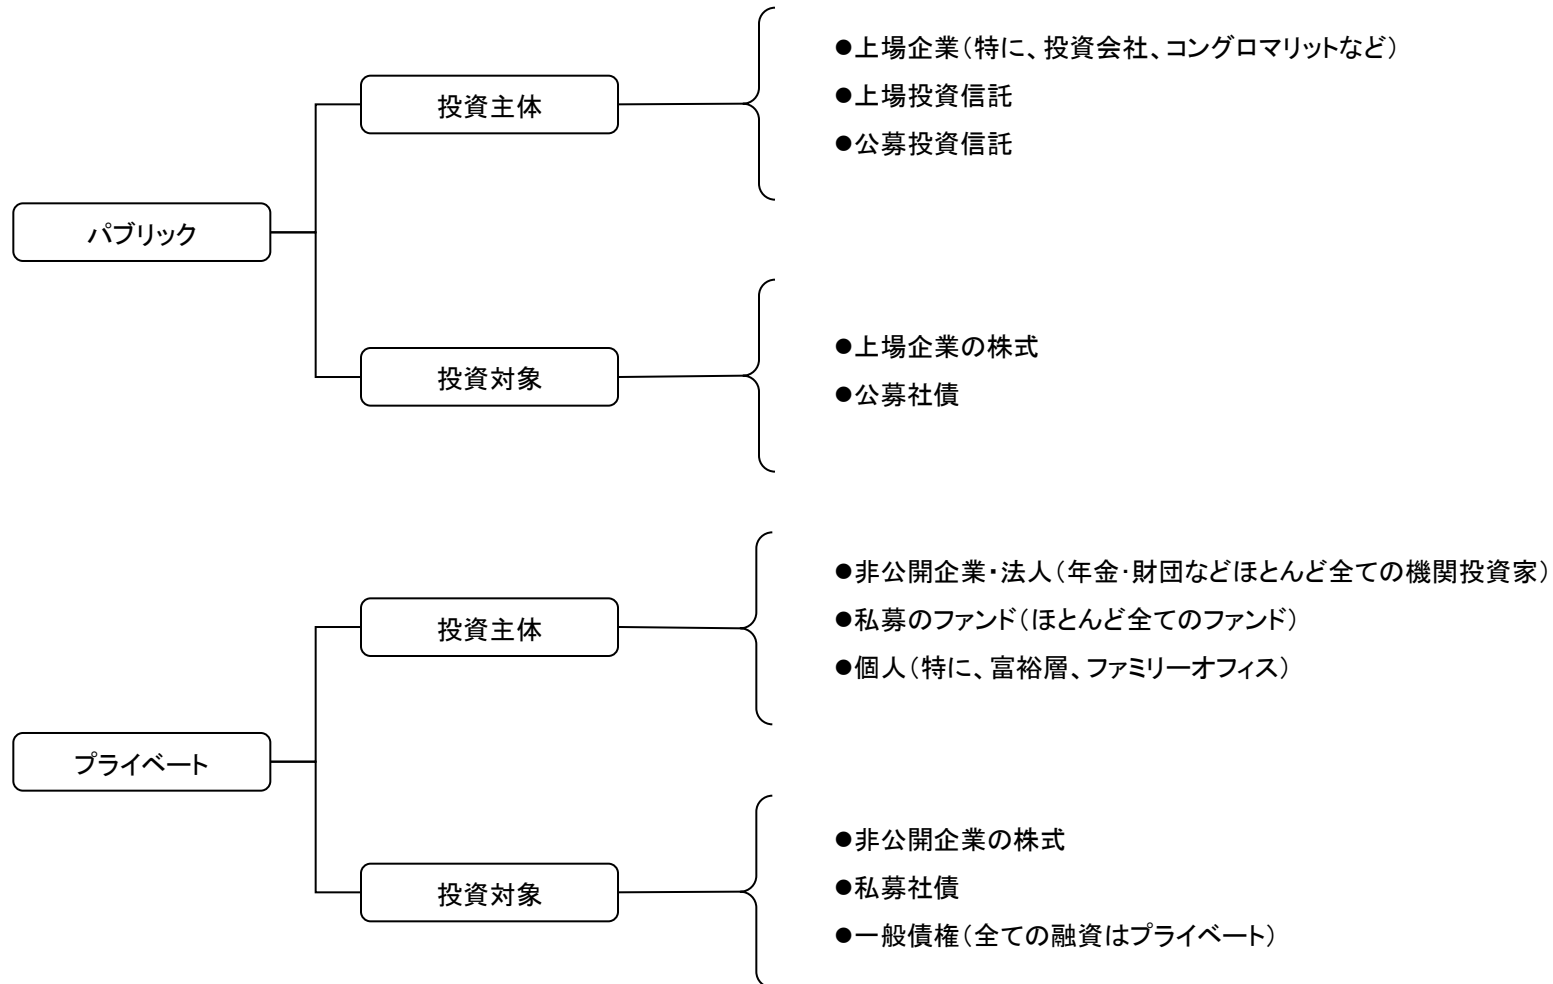 パブリック
投資主体
●上場企業（特に、投資会社、コングロマリットなど）
●上場投資信託
●公募投資信託
投資対象
●上場企業の株式
●公募社債
プライベート
投資主体
●非公開企業・法人（年金・財団などほとんど全ての機関投資家）
●私募のファンド（ほとんど全てのファンド）
●個人（特に、富裕層、ファミリーオフィス）
投資対象
●非公開企業の株式
●私募社債
●一般債権（全ての融資はプライベート）